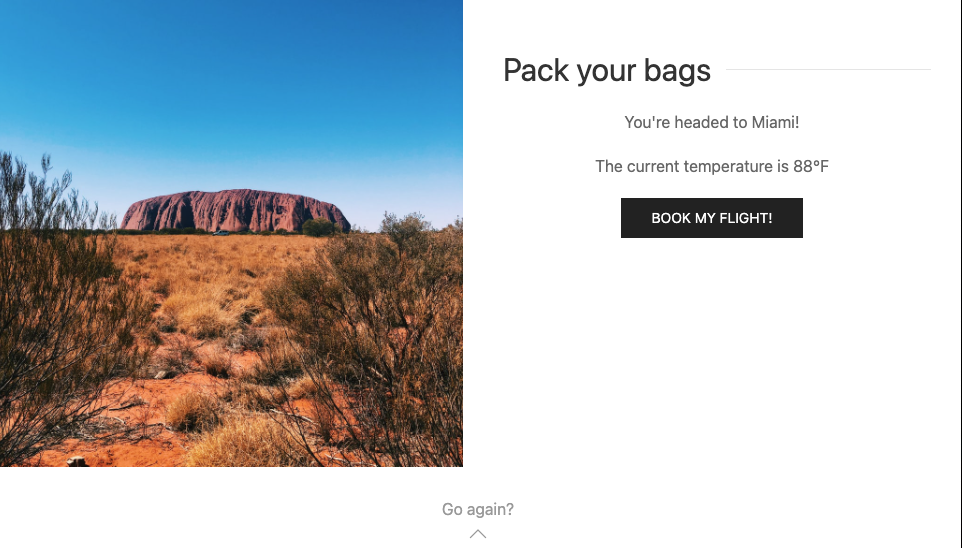 Pack your bags
You're headed to Miami!
The current temperature is 88°F
BOOK MY FLIGHT!
Go again?